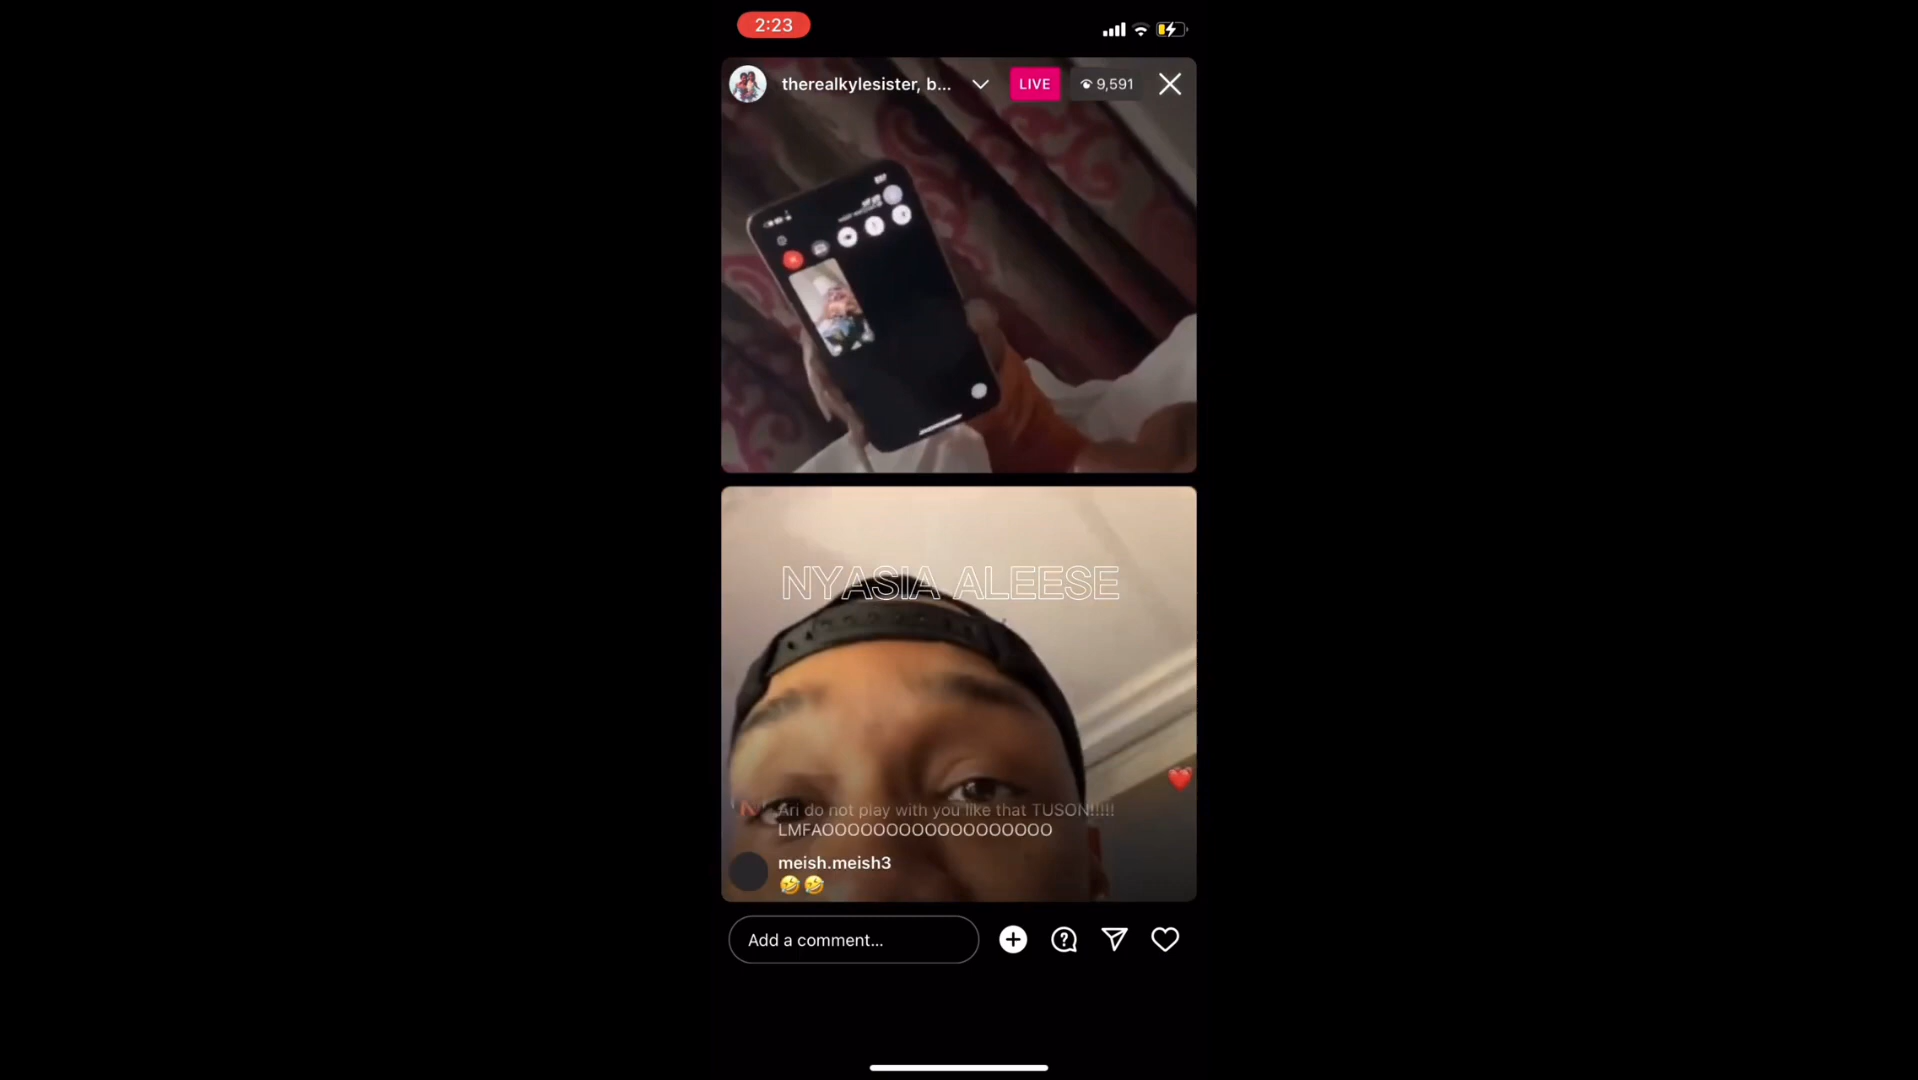 2:23
therealkylesister, b...
LIVE
9,591
NYASIA ALEESE
Ari do not play with you like that TUSON!!!!!
LMFAOOOOOOOOOOOOOOOOOO
meish.meish3
🤣🤣
Add a comment...